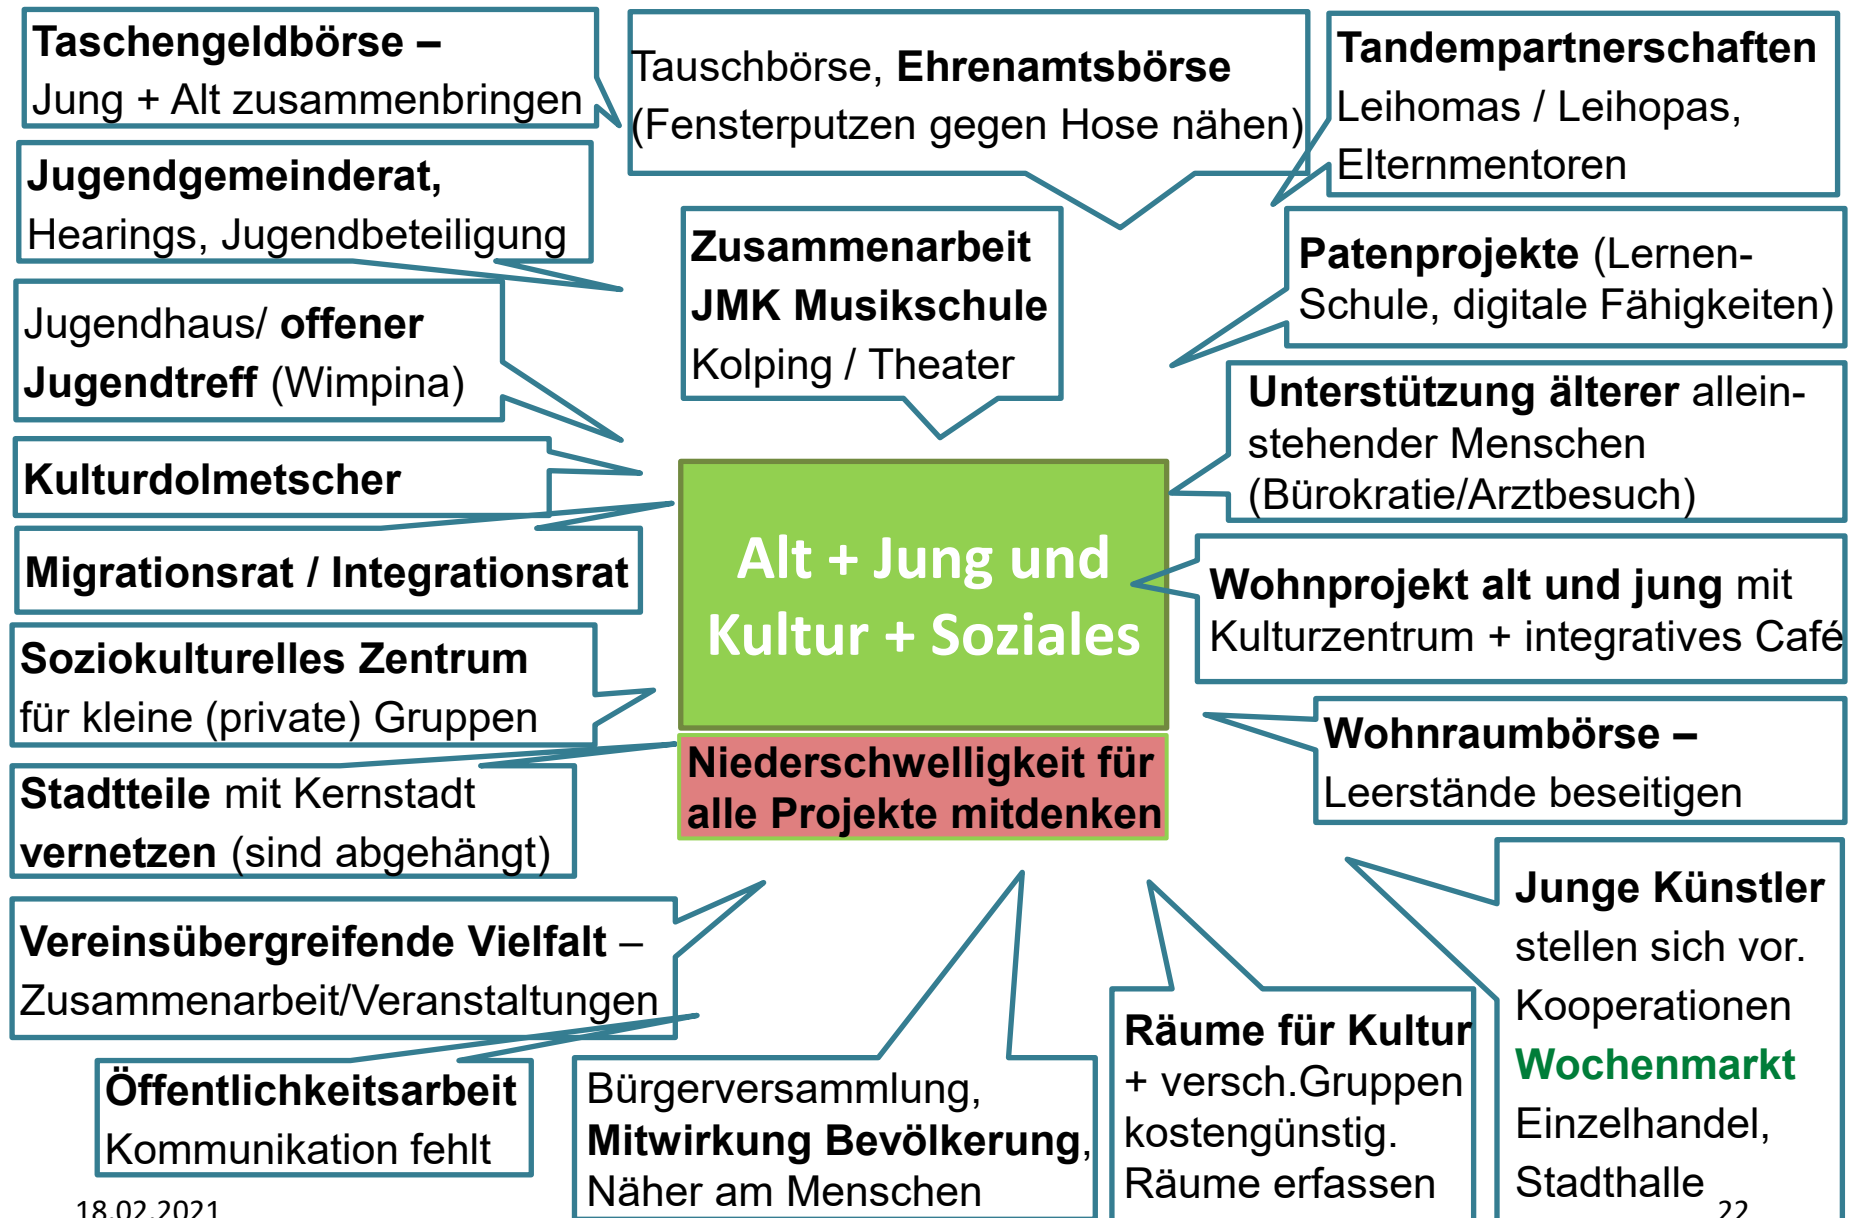 Taschengeldbörse –
Jung + Alt zusammenbringen
Tauschbörse, Ehrenamtsbörse
(Fensterputzen gegen Hose nähen)
Tandempartnerschaften
Leihomas / Leihopas,
Elternmentoren
Jugendgemeinderat,
Hearings, Jugendbeteiligung
Zusammenarbeit
JMK Musikschule
Kolping / Theater
Patenprojekte (Lernen-
Schule, digitale Fähigkeiten)
Jugendhaus/ offener
Jugendtreff (Wimpina)
Unterstützung älterer allein-
stehender Menschen
(Bürokratie/Arztbesuch)
Kulturdolmetscher
Migrationsrat / Integrationsrat
Alt + Jung und
Kultur + Soziales
Wohnprojekt alt und jung mit
Kulturzentrum + integratives Café
Soziokulturelles Zentrum
für kleine (private) Gruppen
Niederschwelligkeit für
alle Projekte mitdenken
Wohnraumbörse –
Leerstände beseitigen
Stadtteile mit Kernstadt
vernetzen (sind abgehängt)
Vereinsübergreifende Vielfalt –
Zusammenarbeit/Veranstaltungen
Öffentlichkeitsarbeit
Kommunikation fehlt
Bürgerversammlung,
Mitwirkung Bevölkerung,
Näher am Menschen
Räume für Kultur
+ versch.Gruppen
kostengünstig.
Räume erfassen
Junge Künstler
stellen sich vor.
Kooperationen
Wochenmarkt
Einzelhandel,
Stadthalle
18.02.2021
22